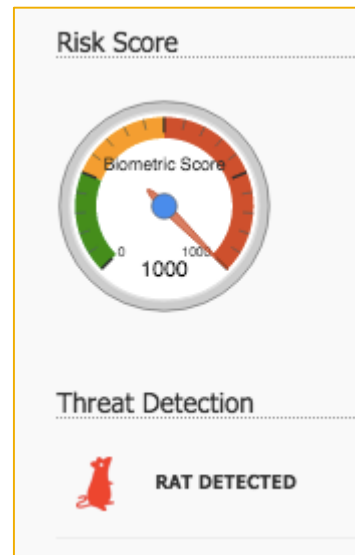 Risk Score
Biometric Score
0
1000
1000
Threat Detection
RAT DETECTED